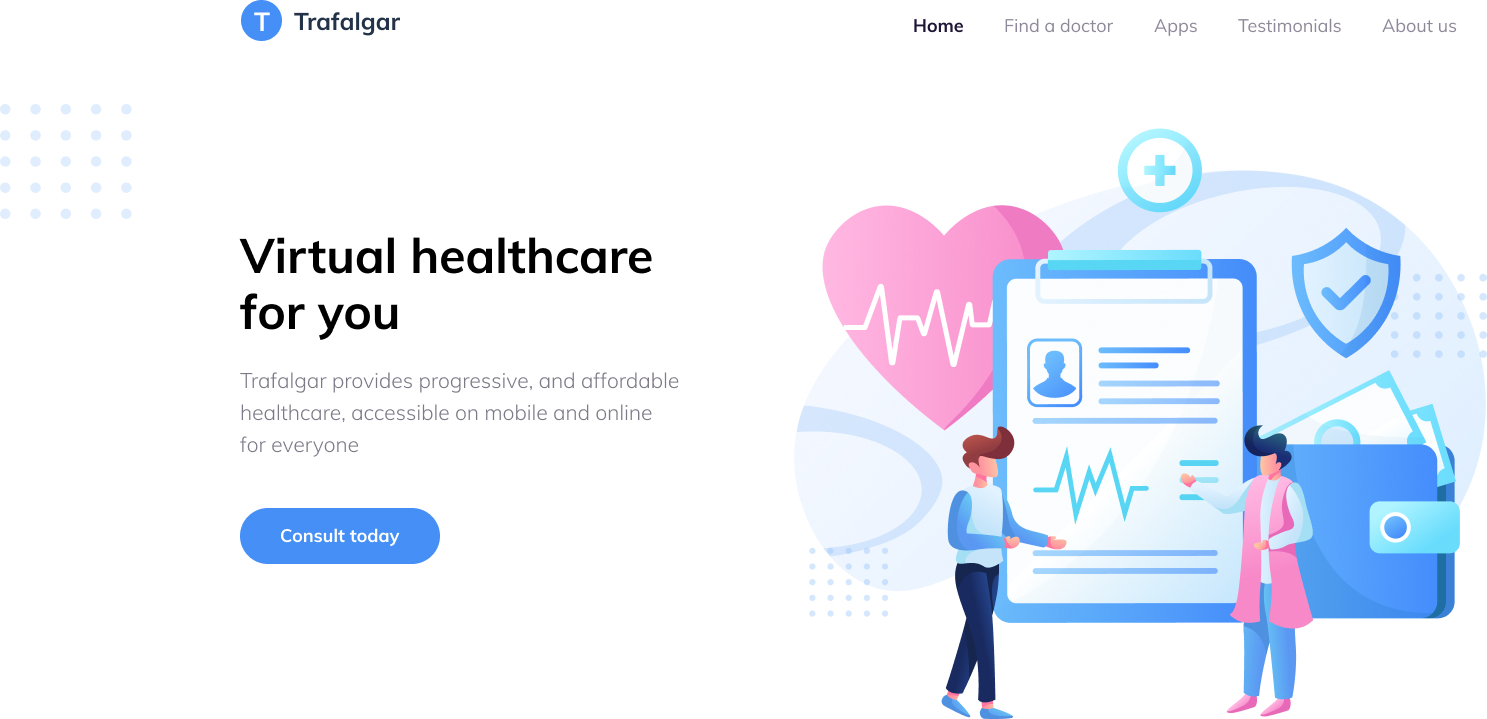 T Trafalgar
Home Find a doctor Apps Testimonials About us
Virtual healthcare
for you
Trafalgar provides progressive, and affordable
healthcare, accessible on mobile and online
for everyone
Consult today